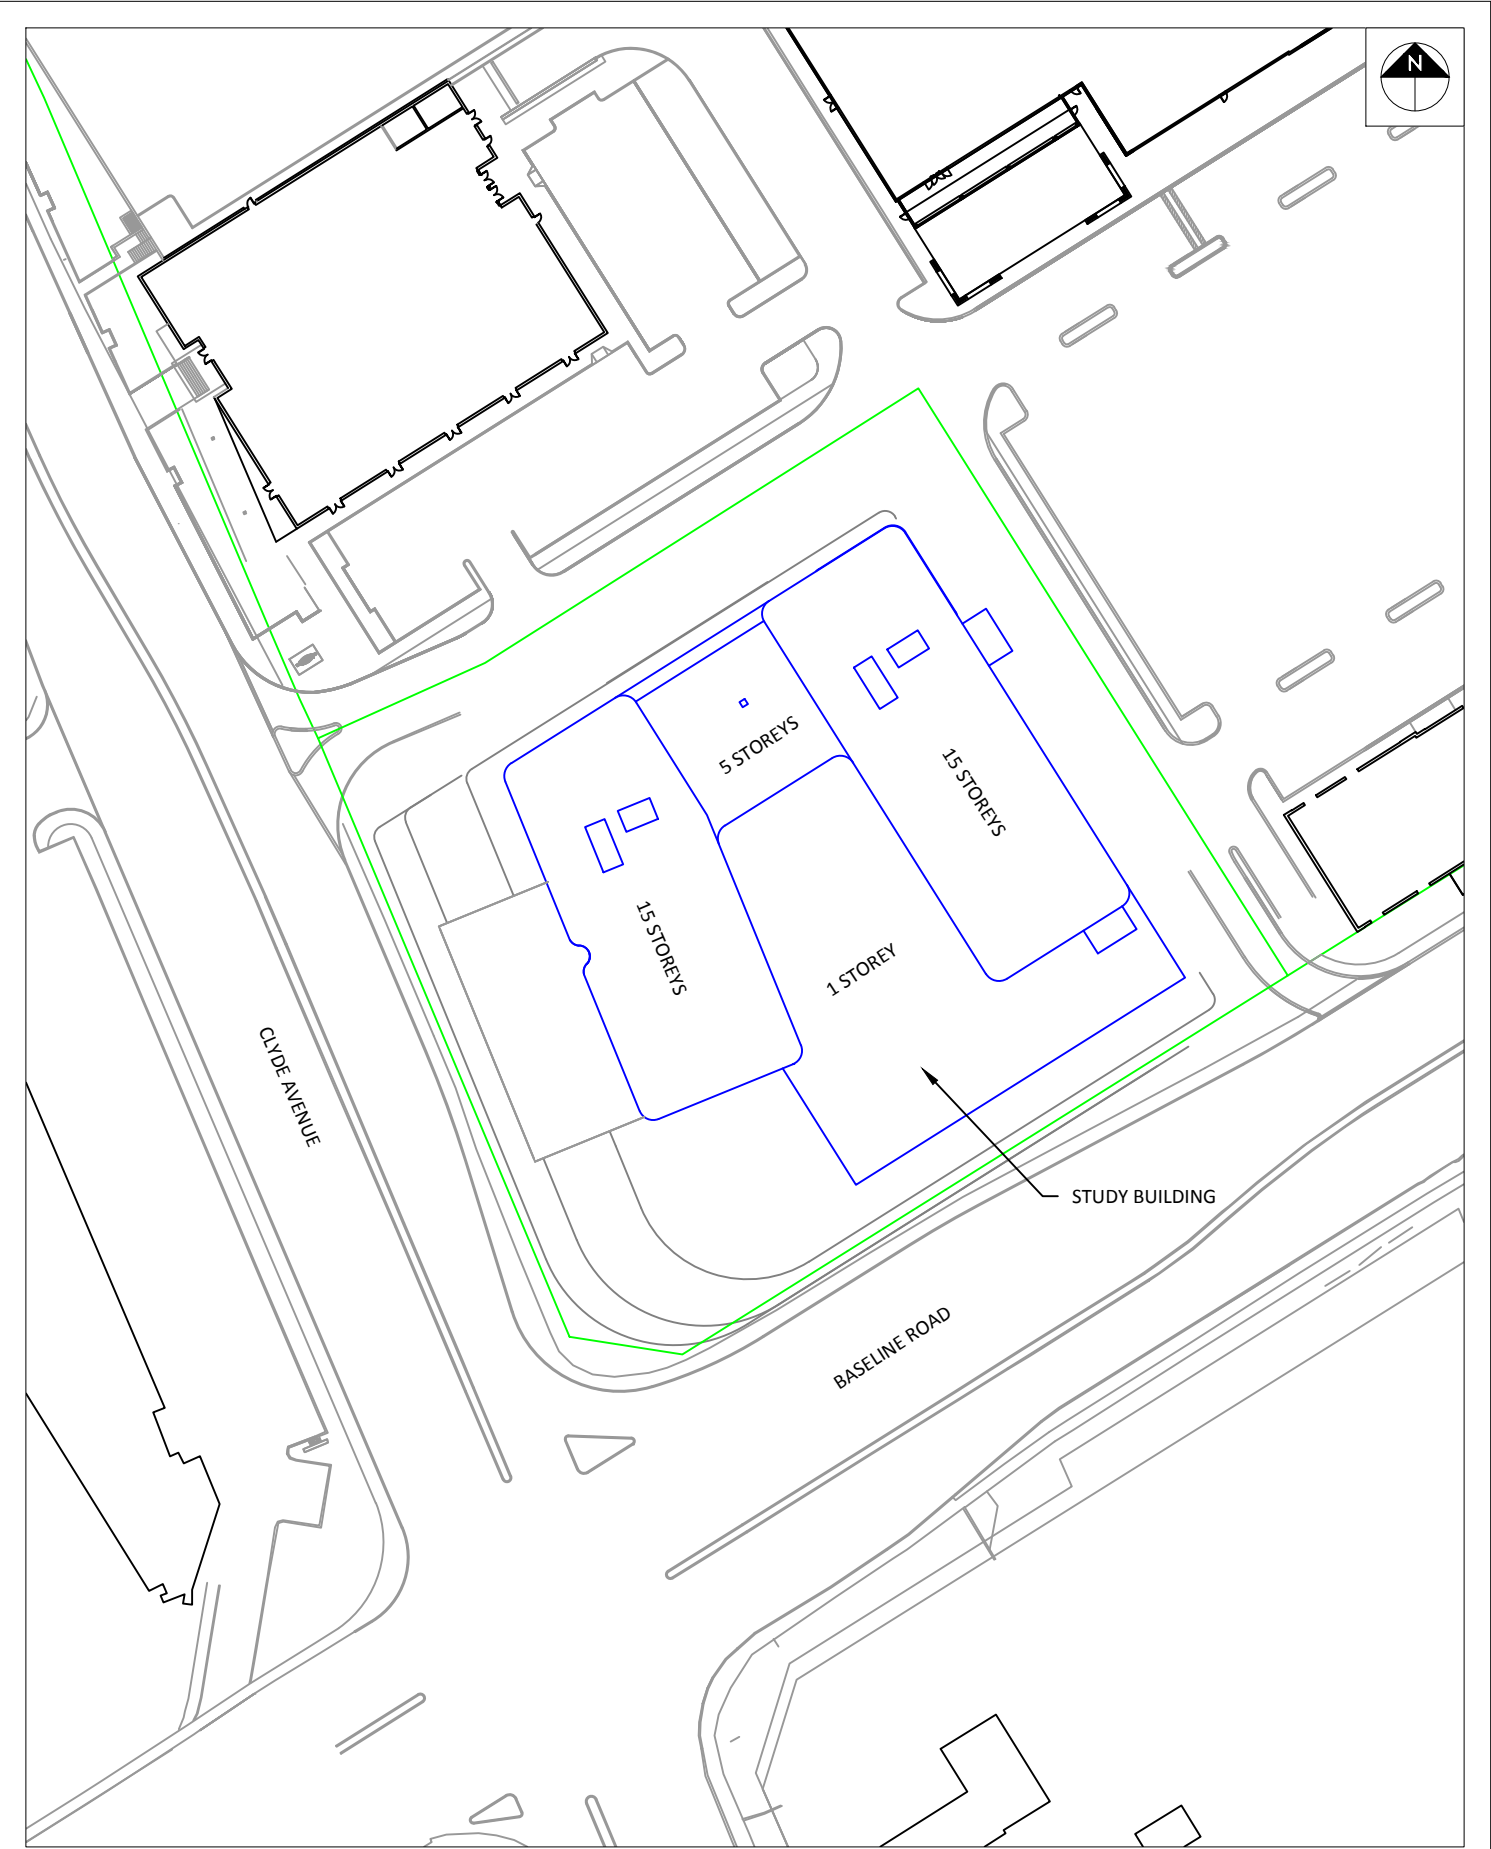 N
5 STOREYS
15 STOREYS
15 STOREYS
1 STOREY
CLYDE AVENUE
STUDY BUILDING
BASELINE ROAD